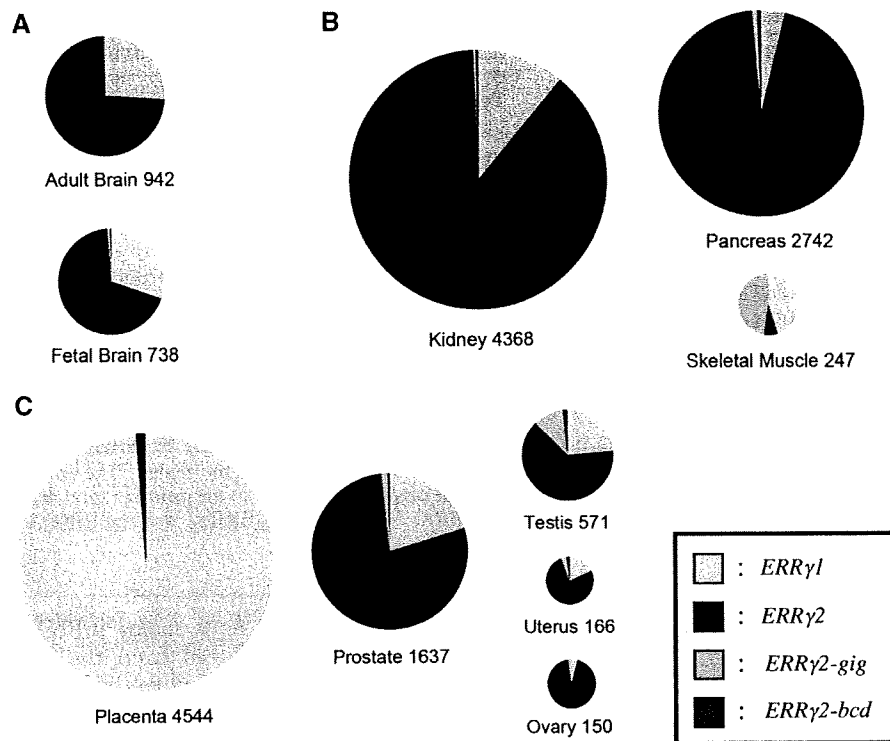 A
Adult Brain 942
Fetal Brain 738
B
Kidney 4368
Pancreas 2742
Skeletal Muscle 247
C
Placenta 4544
Prostate 1637
Testis 571
Uterus 166
Ovary 150
: ERRγ1
: ERRγ2
: ERRγ2-gig
: ERRγ2-bcd